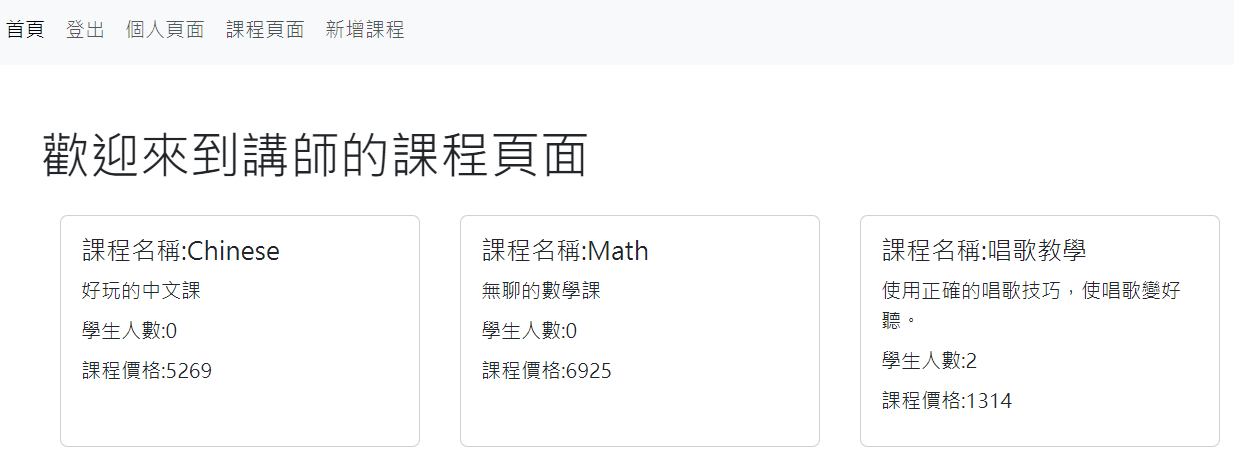 首頁 登出 個人頁面 課程頁面 新增課程
歡迎來到講師的課程頁面
課程名稱:Chinese
好玩的中文課
學生人數:0
課程價格:5269
課程名稱:Math
無聊的數學課
學生人數:0
課程價格:6925
課程名稱:唱歌教學
使用正確的唱歌技巧，使唱歌變好
聽。
學生人數:2
課程價格:1314